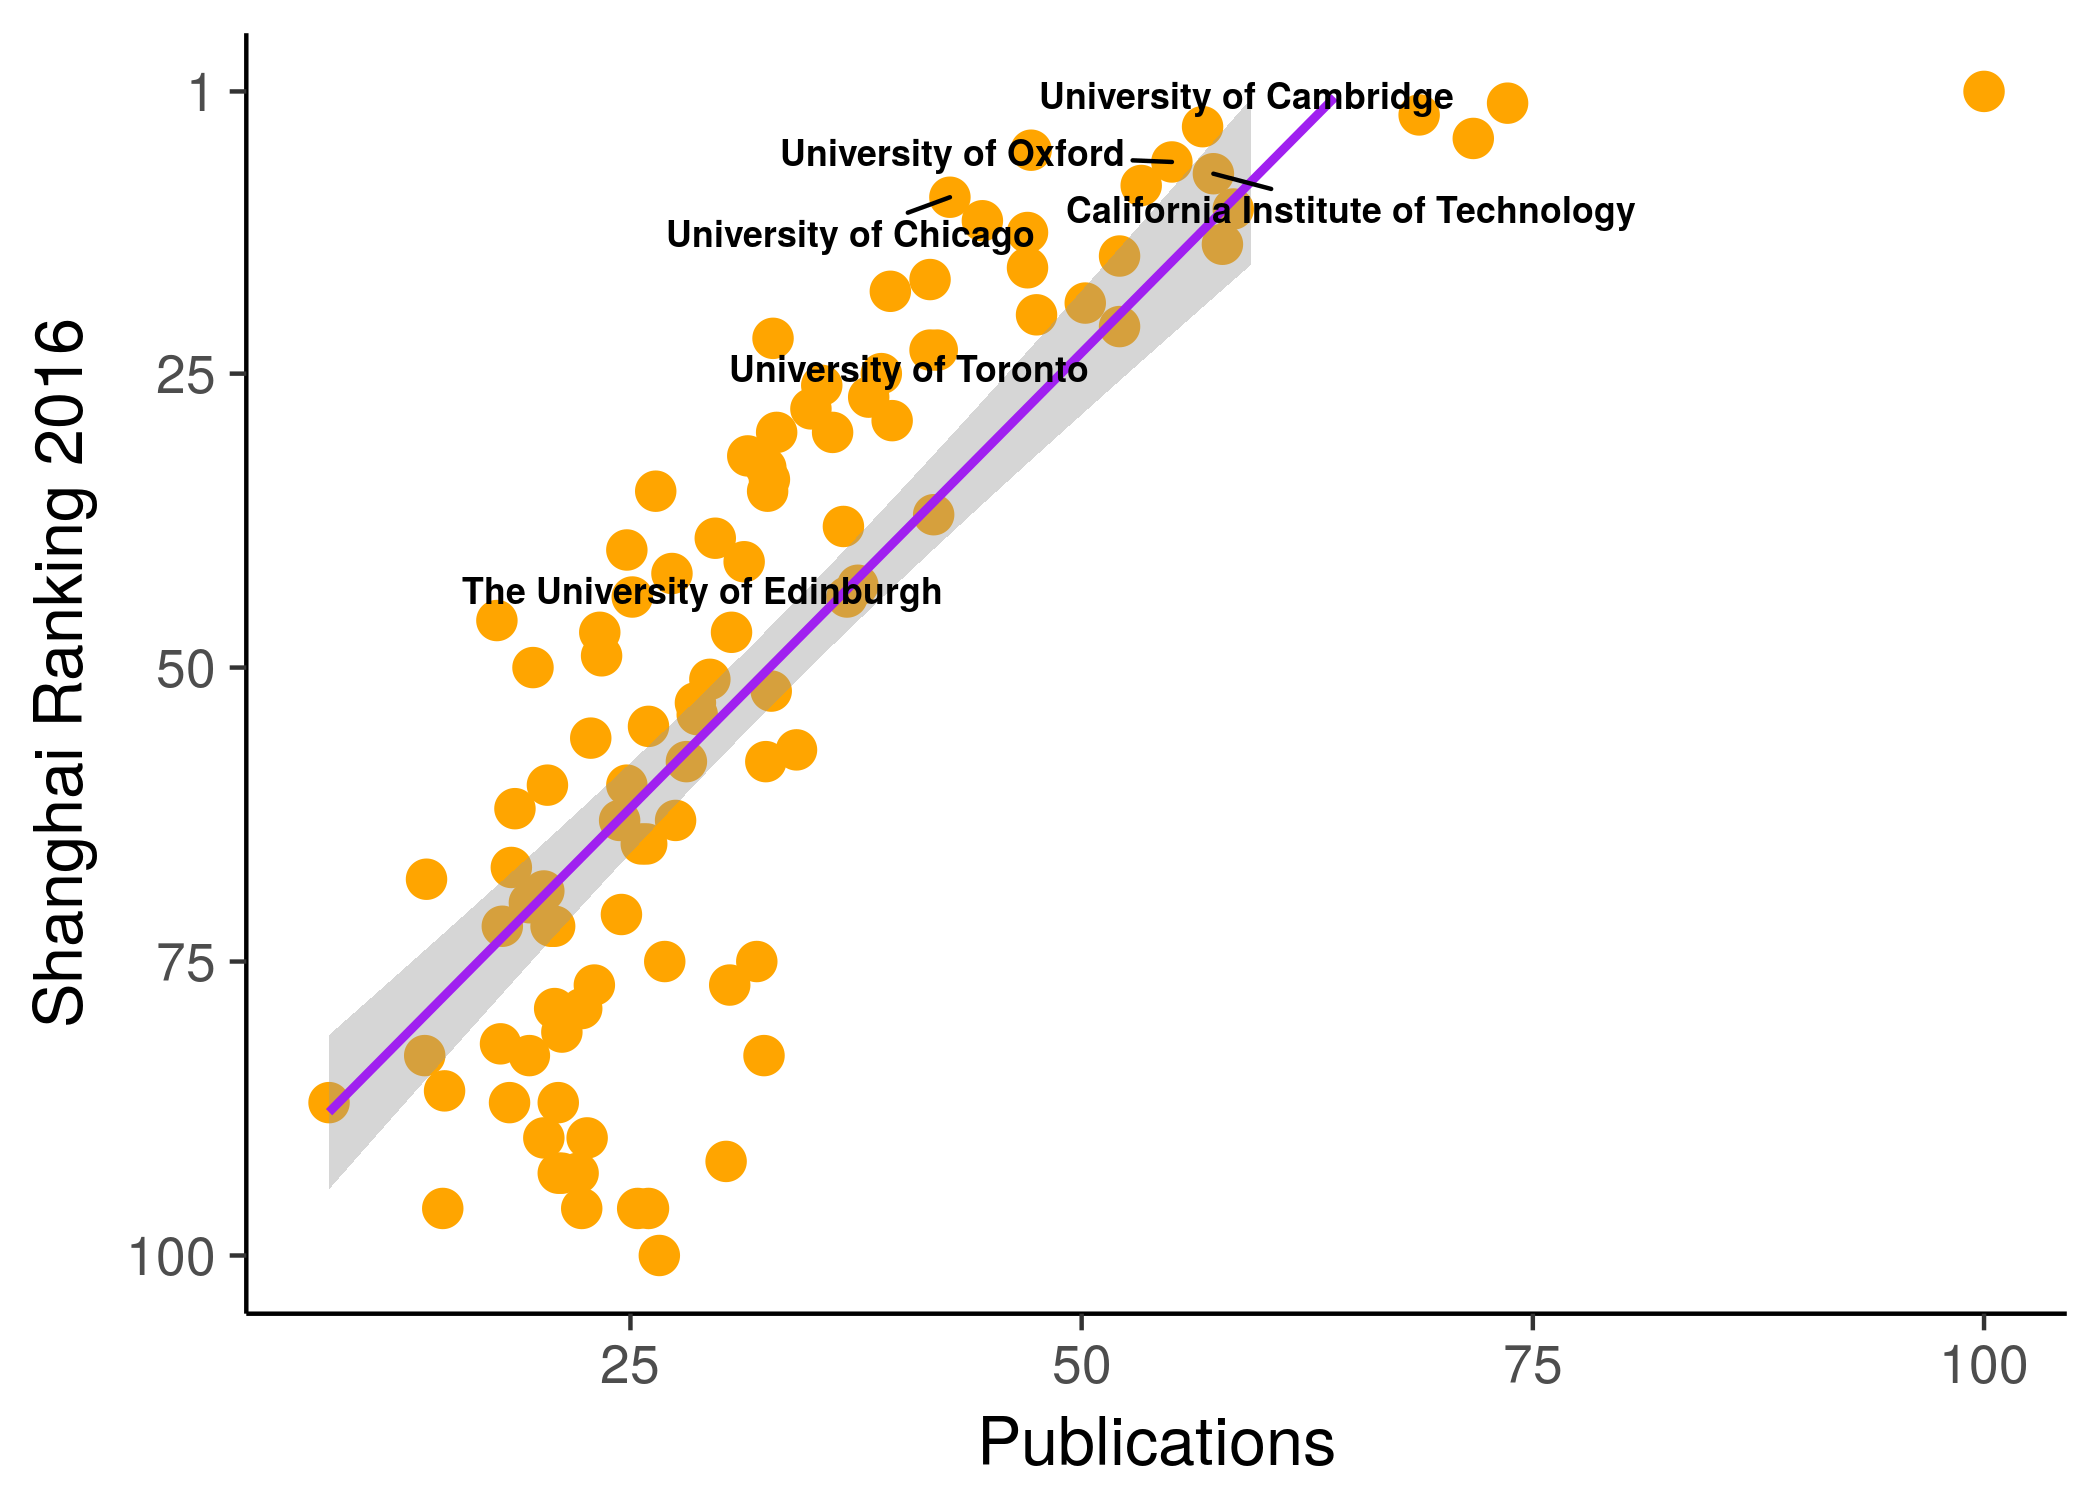 Shanghai Ranking 2016
1
25
50
75
100
University of Cambridge
University of Oxford
California Institute of Technology
University of Chicago
University of Toronto
The University of Edinburgh
25
50
75
100
Publications